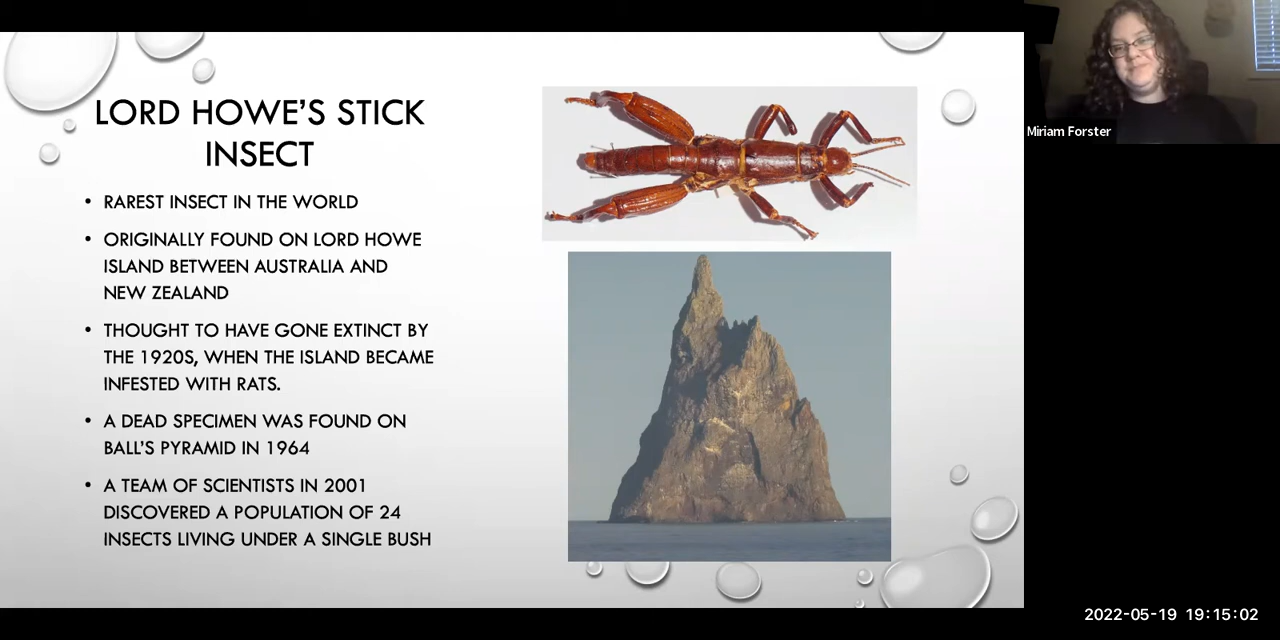 LORD HOWE'S STICK
INSECT
• RAREST INSECT IN THE WORLD
• ORIGINALLY FOUND ON LORD HOWE
ISLAND BETWEEN AUSTRALIA AND
NEW ZEALAND
• THOUGHT TO HAVE GONE EXTINCT BY
THE 1920S, WHEN THE ISLAND BECAME
INFESTED WITH RATS.
• A DEAD SPECIMEN WAS FOUND ON
BALL'S PYRAMID IN 1964
• A TEAM OF SCIENTISTS IN 2001
DISCOVERED A POPULATION OF 24
INSECTS LIVING UNDER A SINGLE BUSH
Miriam Forster
2022-05-19 19:15:02